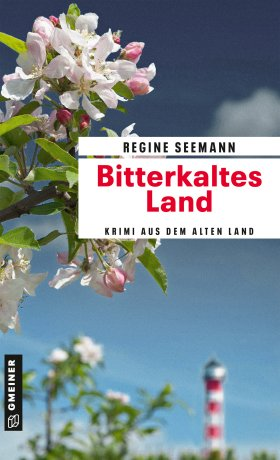 REGINE SEEMANN
Bitterkaltes
Land
KRIMI AUS DEM ALTEN LAND
GMEINER